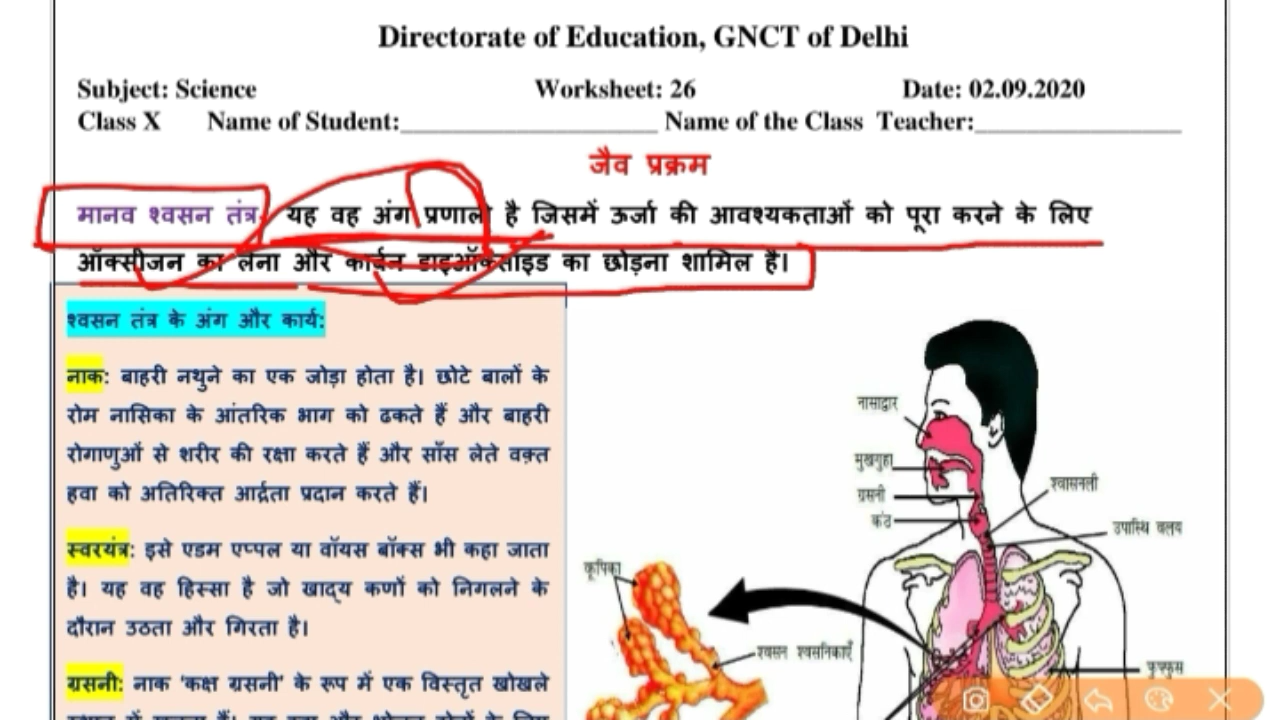 Directorate of Education, GNCT of Delhi
Subject: Science Worksheet: 26 Date: 02.09.2020
Class X Name of Student:____________________ Name of the Class Teacher:________________
जैव प्रक्रम
मानव श्वसन तंत्र यह वह अंग प्रणाली है जिसमें ऊर्जा की आवश्यकताओं को पूरा करने के लिए
ऑक्सीजन का लेना और कार्बन डाइऑक्साइड का छोड़ना शामिल है।
श्वसन तंत्र के अंग और कार्य:
नाक: बाहरी नथुने का एक जोड़ा होता है। छोटे बालों के
रोम नासिका के आंतरिक भाग को ढकते हैं और बाहरी
रोगाणुओं से शरीर की रक्षा करते हैं और साँस लेते वक़्त
हवा को अतिरिक्त आर्द्रता प्रदान करते हैं।
स्वरयंत्र: इसे एडम एप्पल या वॉयस बॉक्स भी कहा जाता
है। यह वह हिस्सा है जो खाद्य कणों को निगलने के
दौरान उठता और गिरता है।
ग्रसनी: नाक 'कक्ष ग्रसनी' के रूप में एक विस्तृत खोखले
नासाद्वार
मुखगुहा
ग्रसनी
कंठ
श्वासनली
उपास्थि वलय
कूपिका
श्वसन श्वसनिकाएँ
फुफ्फुस